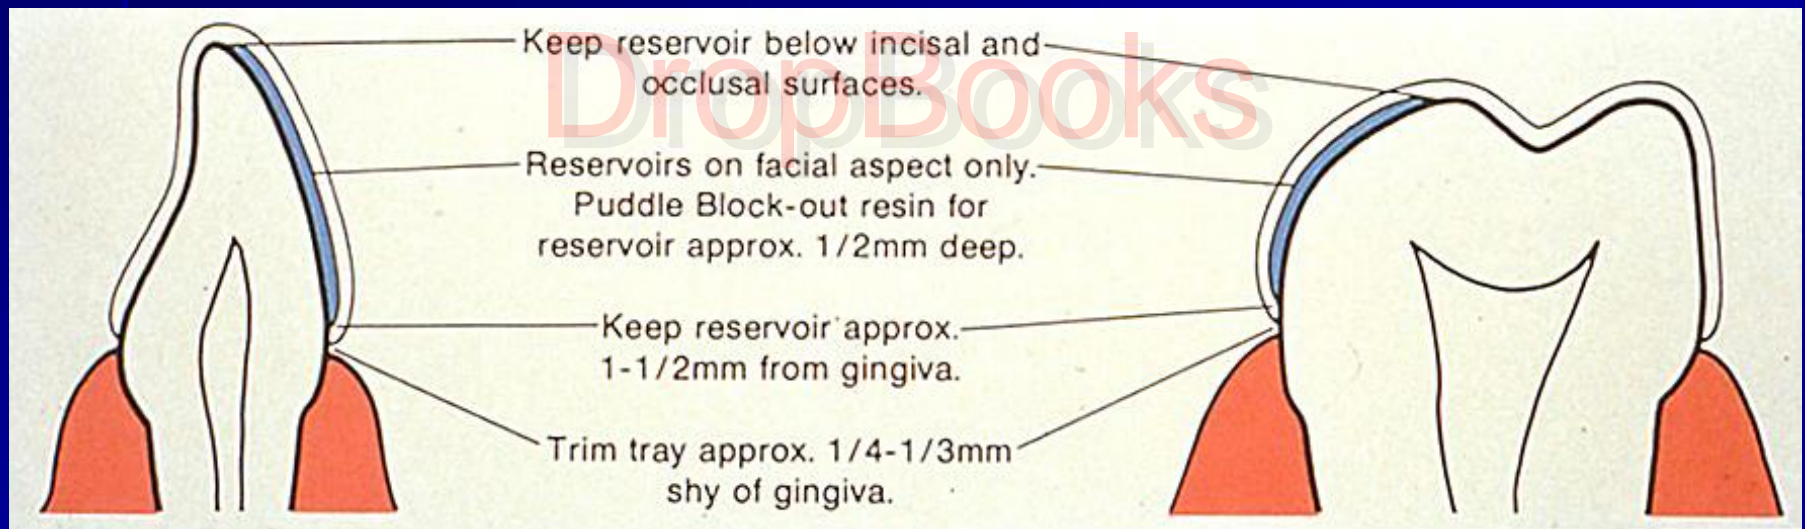 Keep reservoir below incisal and
occlusal surfaces.
DropBooks
Reservoirs on facial aspect only.
Puddle Block-out resin for
reservoir approx. 1/2mm deep.
Keep reservoir approx.
1-1/2mm from gingiva.
Trim tray approx. 1/4-1/3mm
shy of gingiva.